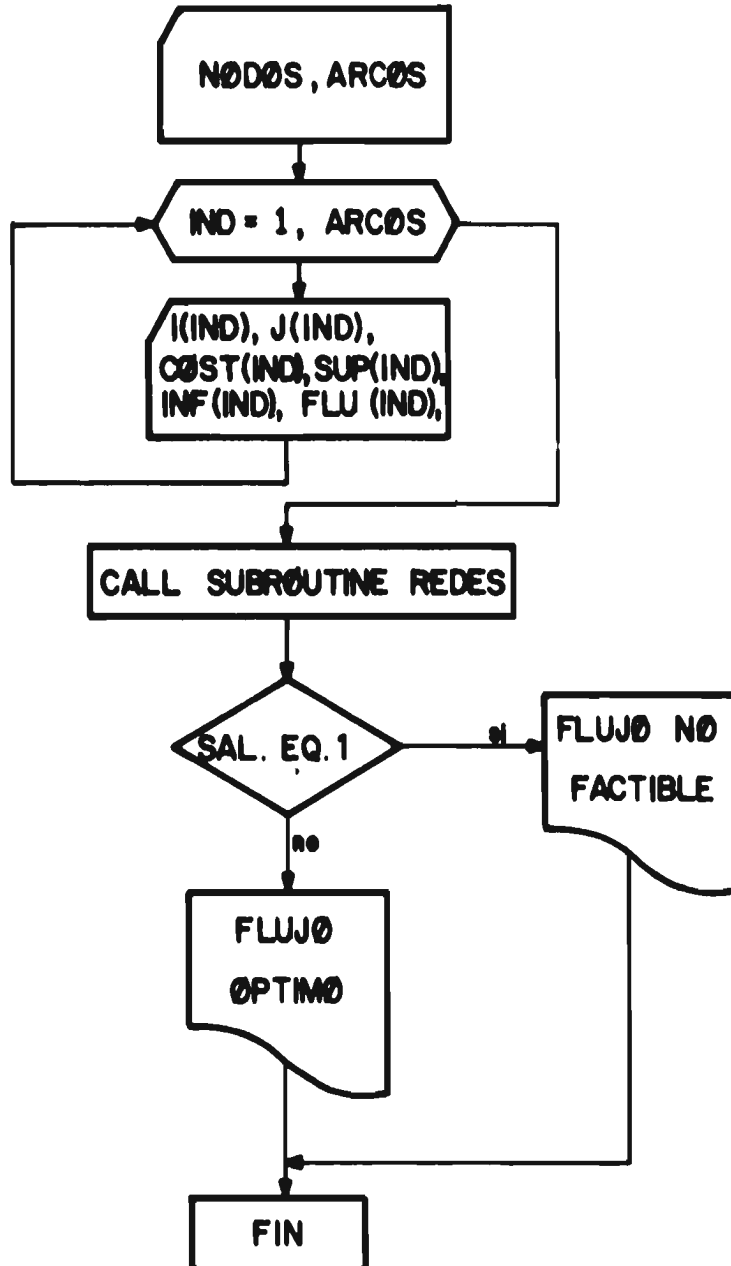 NØDØS, ARCØS
IND = 1, ARCØS
I(IND), J(IND),
CØST(IND), SUP(IND),
INF(IND), FLU (IND),
CALL SUBRØUTINE REDES
SAL. EQ. 1
si
FLUJØ NØ
FACTIBLE
no
FLUJØ
ØPTIMØ
FIN